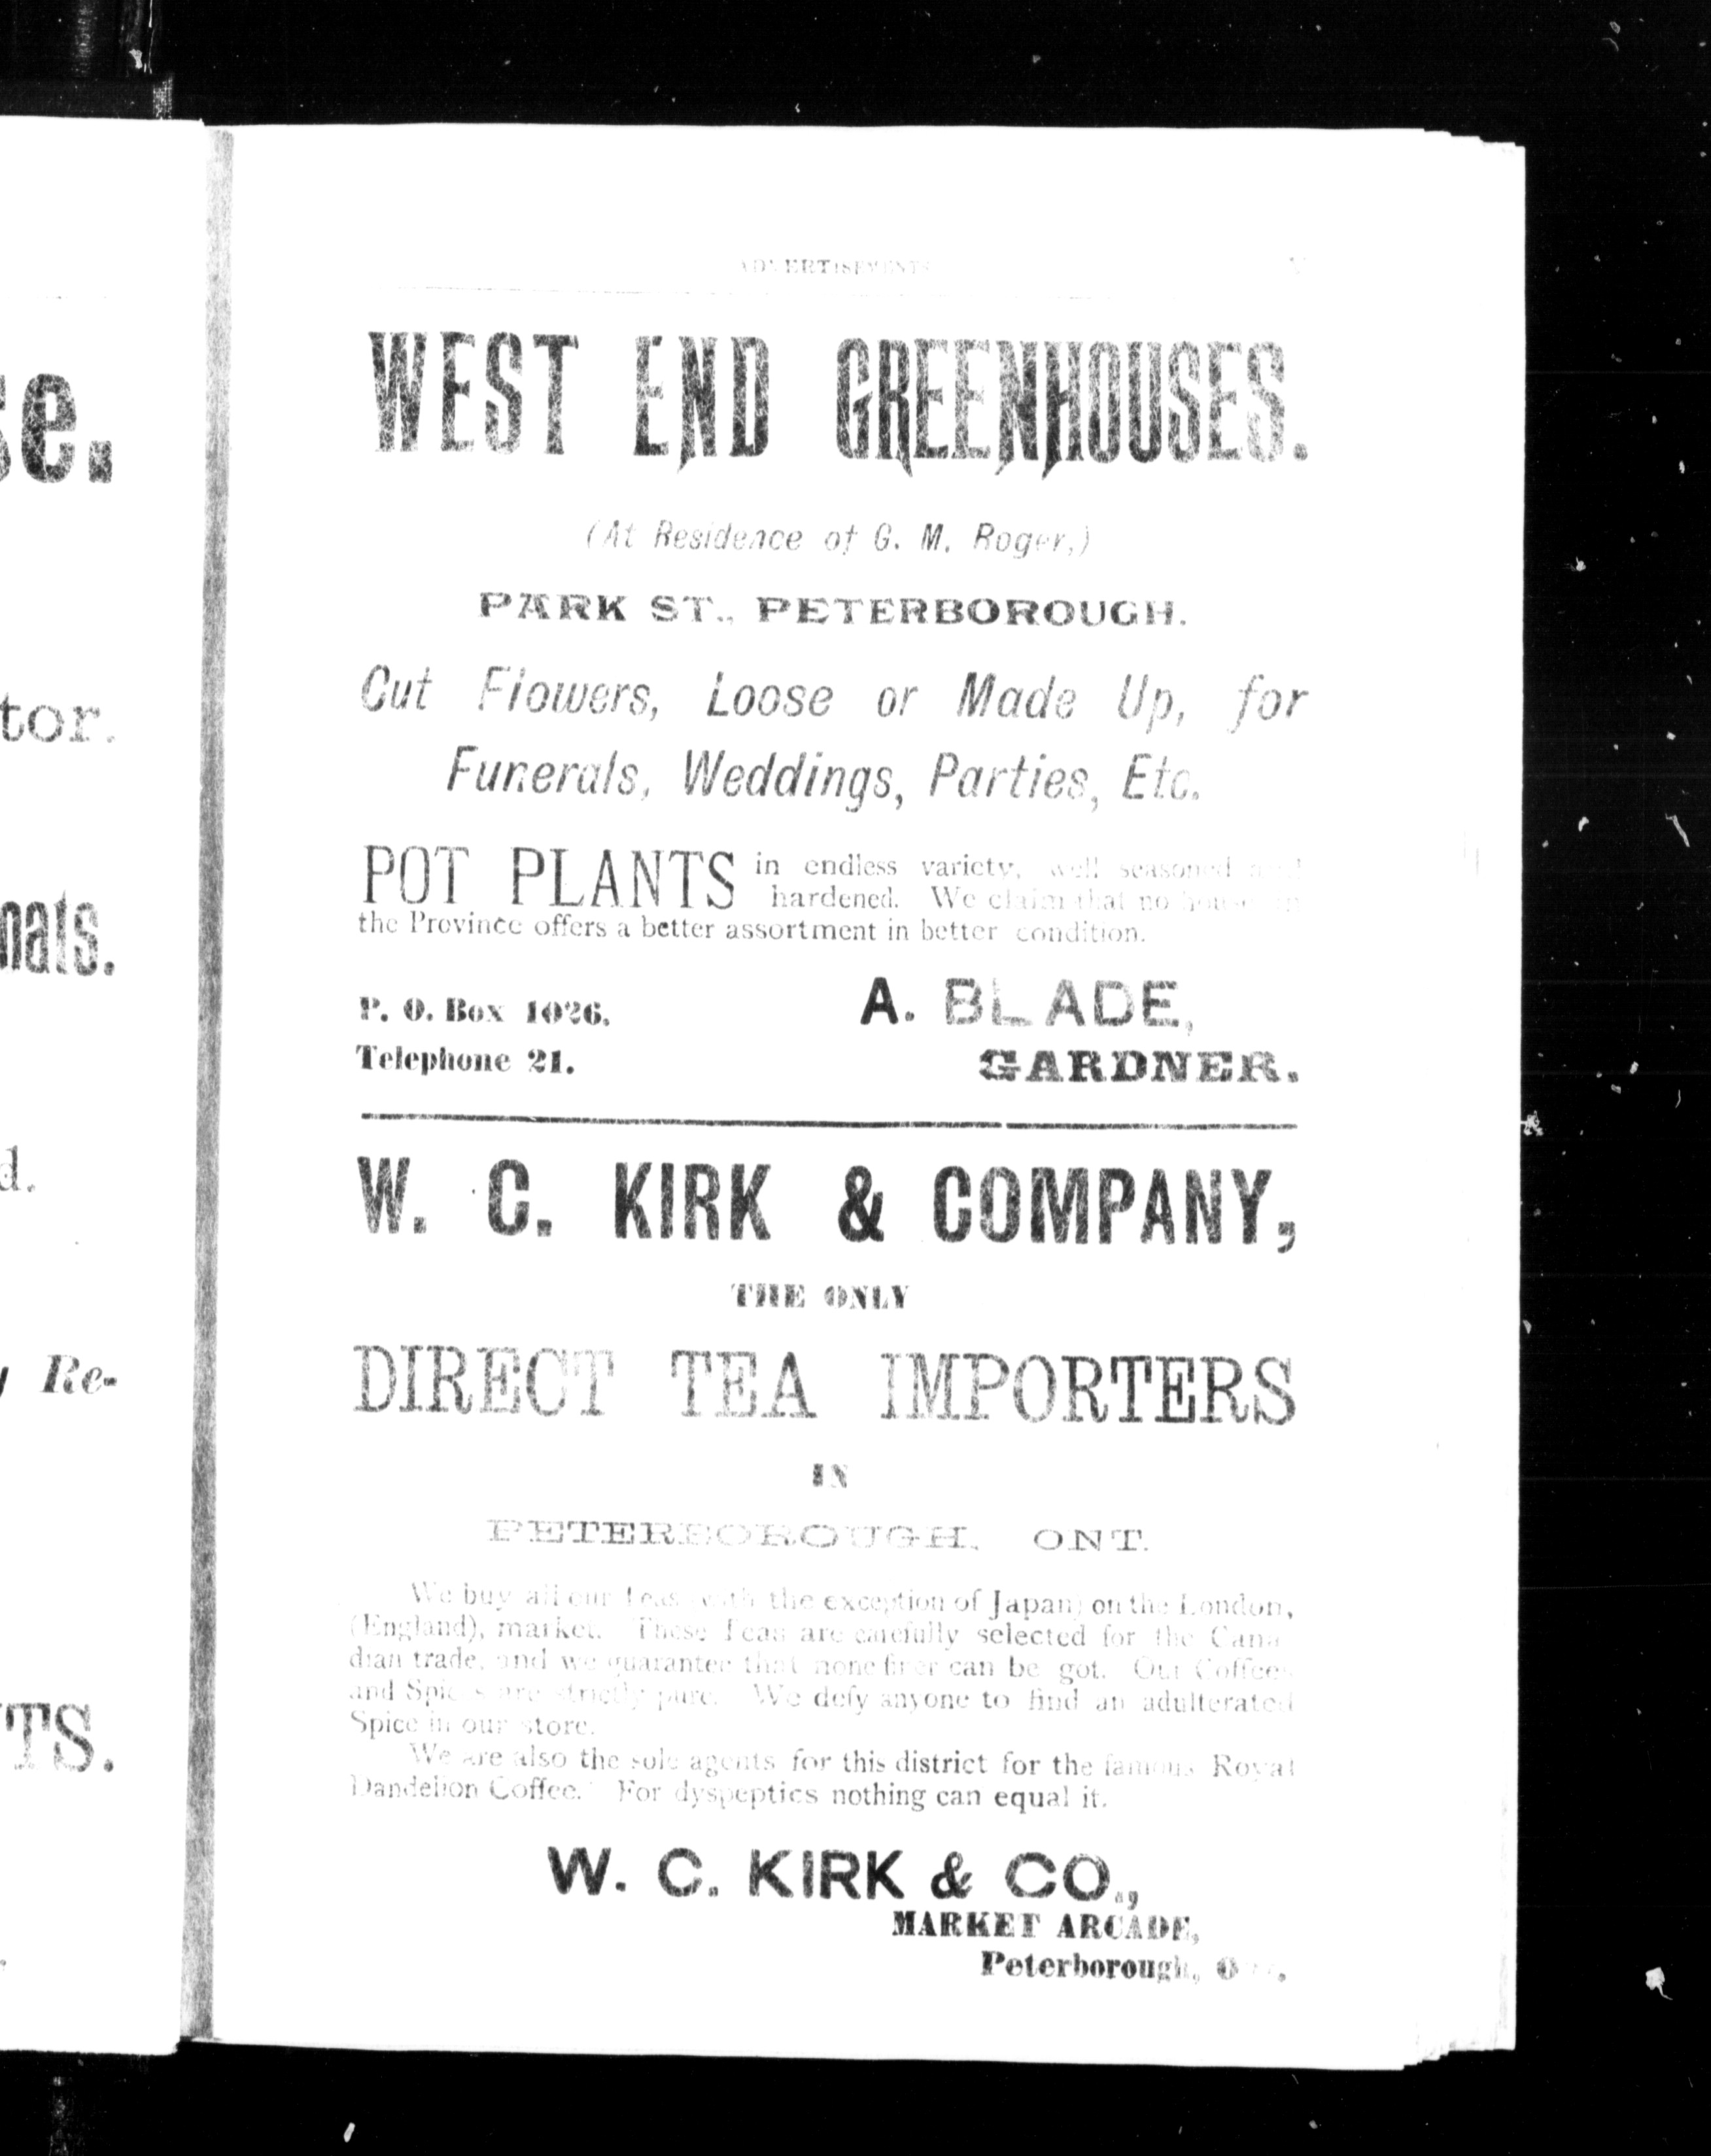 se.
tor.
nats.
d.
y Re-
TS.
ADVERTISEMENTS. V
WEST END GREENHOUSES.
(At Residence of G. M. Roger,)
PARK ST., PETERBOROUGH.
Cut Flowers, Loose or Made Up, for
Funerals, Weddings, Parties, Etc.
POT PLANTS in endless variety, well seasoned and
hardened. We claim that no house in
the Province offers a better assortment in better condition.
P. O. Box 1026.
A. BLADE,
Telephone 21.
GARDNER.
W. C. KIRK & COMPANY,
THE ONLY
DIRECT TEA IMPORTERS
IN
PETERBOROUGH, ONT.
We buy all our Teas (with the exception of Japan) on the London,
(England), market. These Teas are carefully selected for the Cana-
dian trade, and we guarantee that none finer can be got. Our Coffees
and Spices are strictly pure. We defy anyone to find an adulterated
Spice in our store.
We are also the sole agents for this district for the famous Royal
Dandelion Coffee." For dyspeptics nothing can equal it.
W. C. KIRK & CO.,
MARKET ARCADE,
Peterborough, Ont.